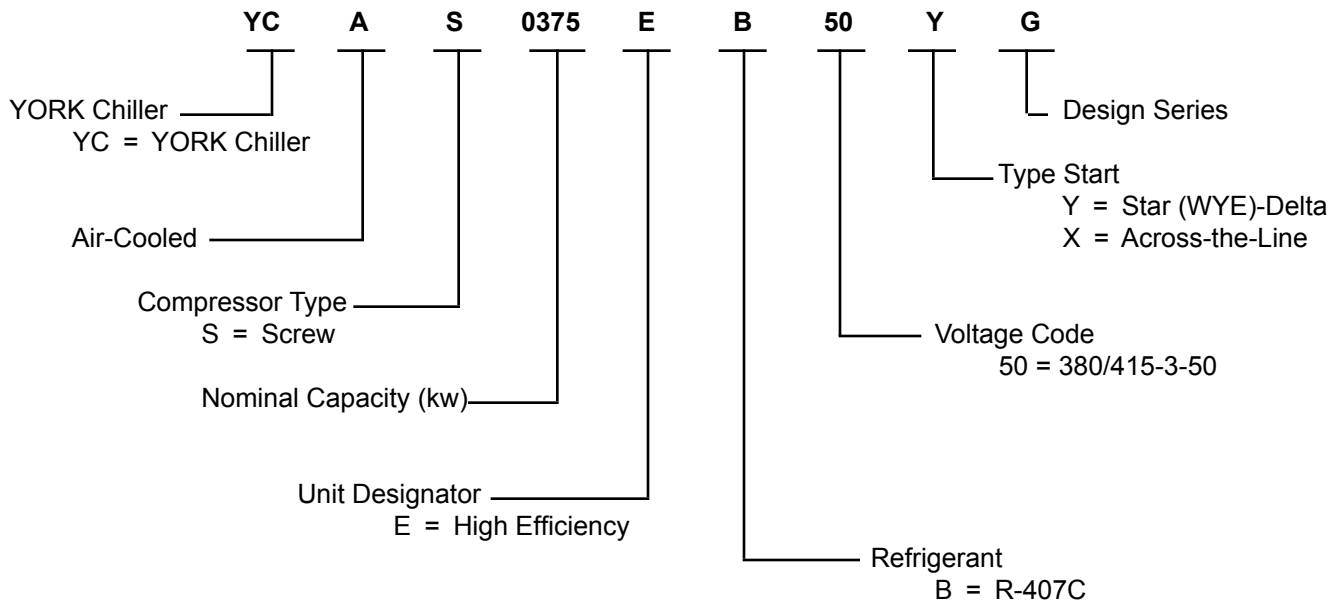 YC A S 0375 E B 50 Y G
YORK Chiller
YC = YORK Chiller
Design Series
Type Start
Y = Star (WYE)-Delta
X = Across-the-Line
Air-Cooled
Compressor Type
S = Screw
Voltage Code
50 = 380/415-3-50
Nominal Capacity (kw)
Unit Designator
E = High Efficiency
Refrigerant
B = R-407C